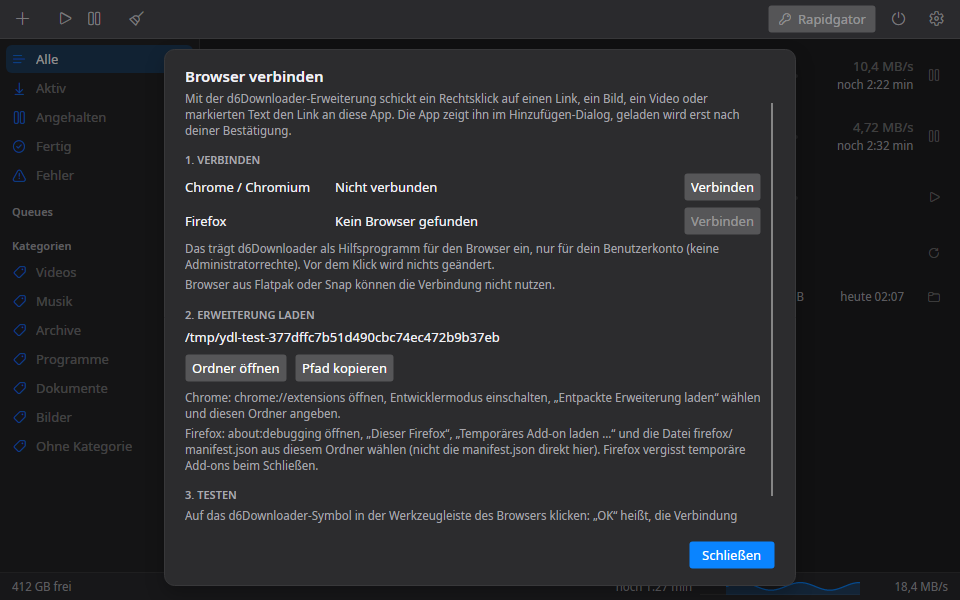 Rapidgator
Alle
Aktiv
Angehalten
Fertig
Fehler
Queues
Kategorien
Videos
Musik
Archive
Programme
Dokumente
Bilder
Ohne Kategorie
Browser verbinden
Mit der d6Downloader-Erweiterung schickt ein Rechtsklick auf einen Link, ein Bild, ein Video oder
markierten Text den Link an diese App. Die App zeigt ihn im Hinzufügen-Dialog, geladen wird erst nach
deiner Bestätigung.
1. VERBINDEN
Chrome / Chromium Nicht verbunden Verbinden
Firefox Kein Browser gefunden Verbinden
Das trägt d6Downloader als Hilfsprogramm für den Browser ein, nur für dein Benutzerkonto (keine
Administratorrechte). Vor dem Klick wird nichts geändert.
Browser aus Flatpak oder Snap können die Verbindung nicht nutzen.
2. ERWEITERUNG LADEN
/tmp/ydl-test-377dffc7b51d490cbc74ec472b9b37eb
Ordner öffnen Pfad kopieren
Chrome: chrome://extensions öffnen, Entwicklermodus einschalten, „Entpackte Erweiterung laden“ wählen
und diesen Ordner angeben.
Firefox: about:debugging öffnen, „Dieser Firefox“, „Temporäres Add-on laden …“ und die Datei firefox/
manifest.json aus diesem Ordner wählen (nicht die manifest.json direkt hier). Firefox vergisst temporäre
Add-ons beim Schließen.
3. TESTEN
Auf das d6Downloader-Symbol in der Werkzeugleiste des Browsers klicken: „OK“ heißt, die Verbindung
Schließen
10,4 MB/s
noch 2:22 min
4,72 MB/s
noch 2:32 min
B heute 02:07
412 GB frei noch 1:27 min 18,4 MB/s